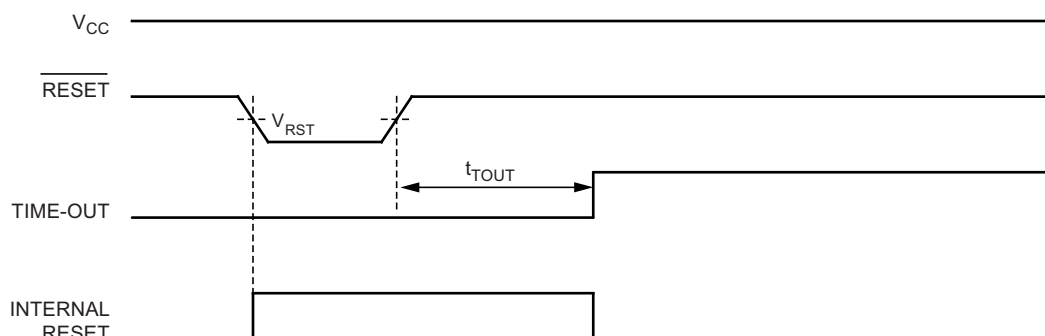 VCC
RESET
VRST
tTOUT
TIME-OUT
INTERNAL
RESET